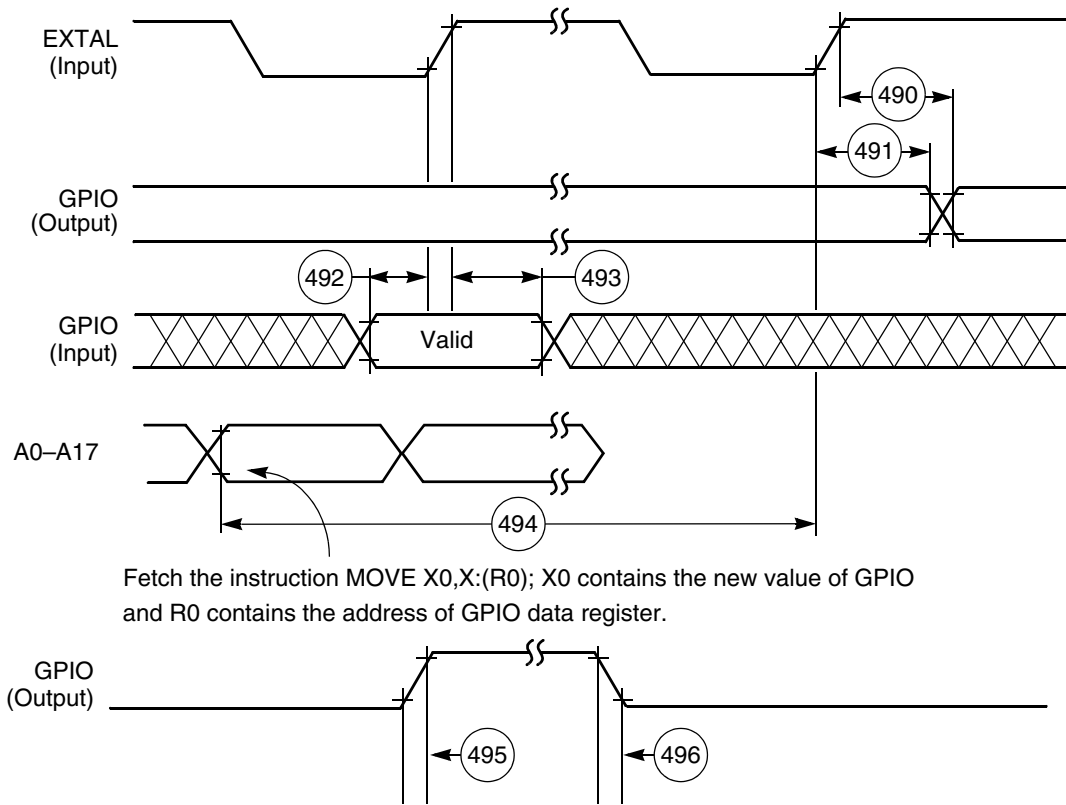 EXTAL
(Input)
490
491
GPIO
(Output)
492
493
GPIO
(Input)
Valid
A0–A17
494
Fetch the instruction MOVE X0,X:(R0); X0 contains the new value of GPIO
and R0 contains the address of GPIO data register.
GPIO
(Output)
495
496